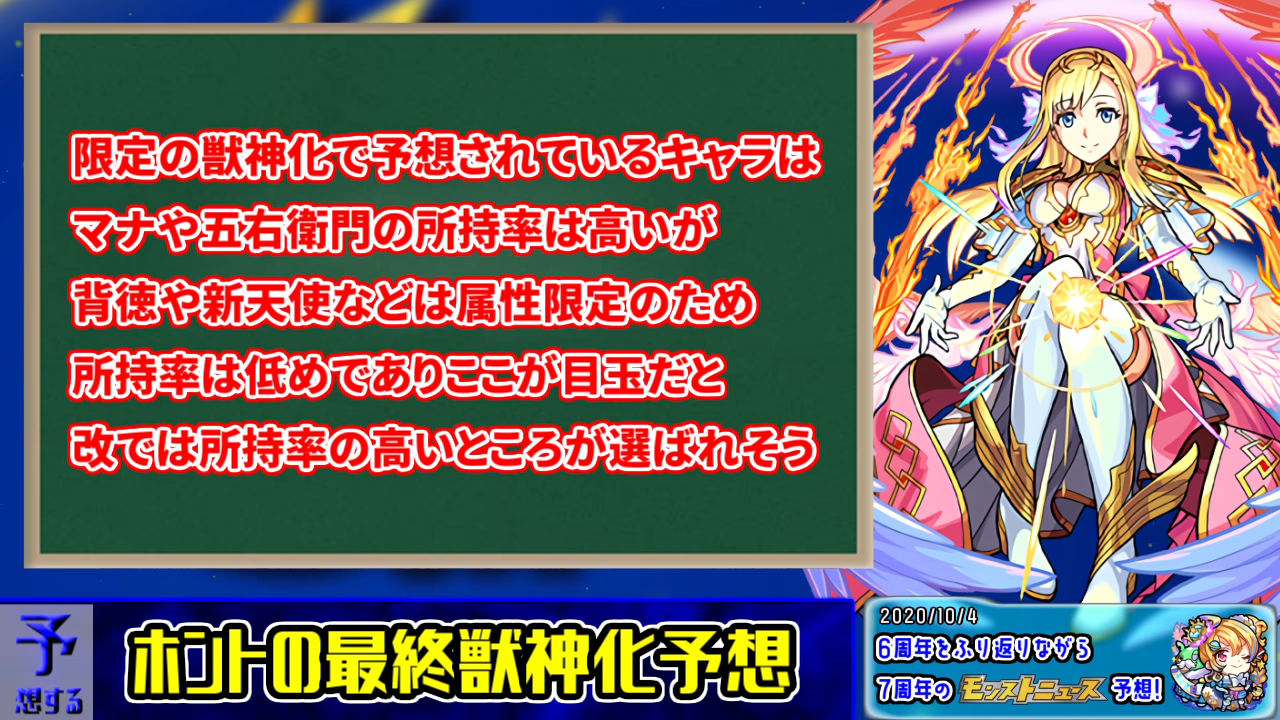 限定の獣神化で予想されているキャラは
マナや五右衛門の所持率は高いが
背徳や新天使などは属性限定のため
所持率は低めでありここが目玉だと
改では所持率の高いところが選ばれそう
予
想する
ホントの最終獣神化予想
2020/10/4
6周年をふり返りながら
7周年のモンストニュース予想!